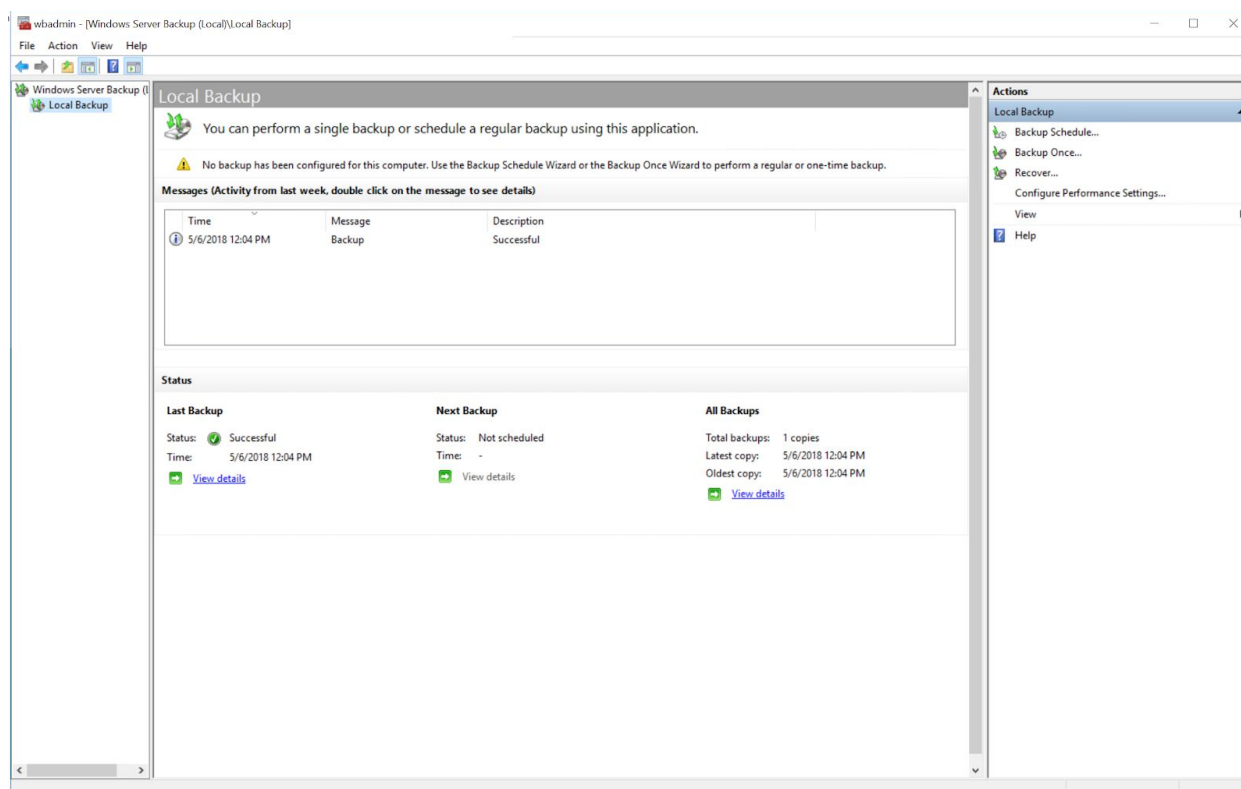 wbadmin - [Windows Server Backup (Local)\Local Backup]
File Action View Help
Windows Server Backup (l
Local Backup
Local Backup
You can perform a single backup or schedule a regular backup using this application.
No backup has been configured for this computer. Use the Backup Schedule Wizard or the Backup Once Wizard to perform a regular or one-time backup.
Messages (Activity from last week, double click on the message to see details)
Time Message Description
5/6/2018 12:04 PM Backup Successful
Status
Last Backup
Status: Successful
Time: 5/6/2018 12:04 PM
View details
Next Backup
Status: Not scheduled
Time: -
View details
All Backups
Total backups: 1 copies
Latest copy: 5/6/2018 12:04 PM
Oldest copy: 5/6/2018 12:04 PM
View details
Actions
Local Backup
Backup Schedule...
Backup Once...
Recover...
Configure Performance Settings...
View
Help